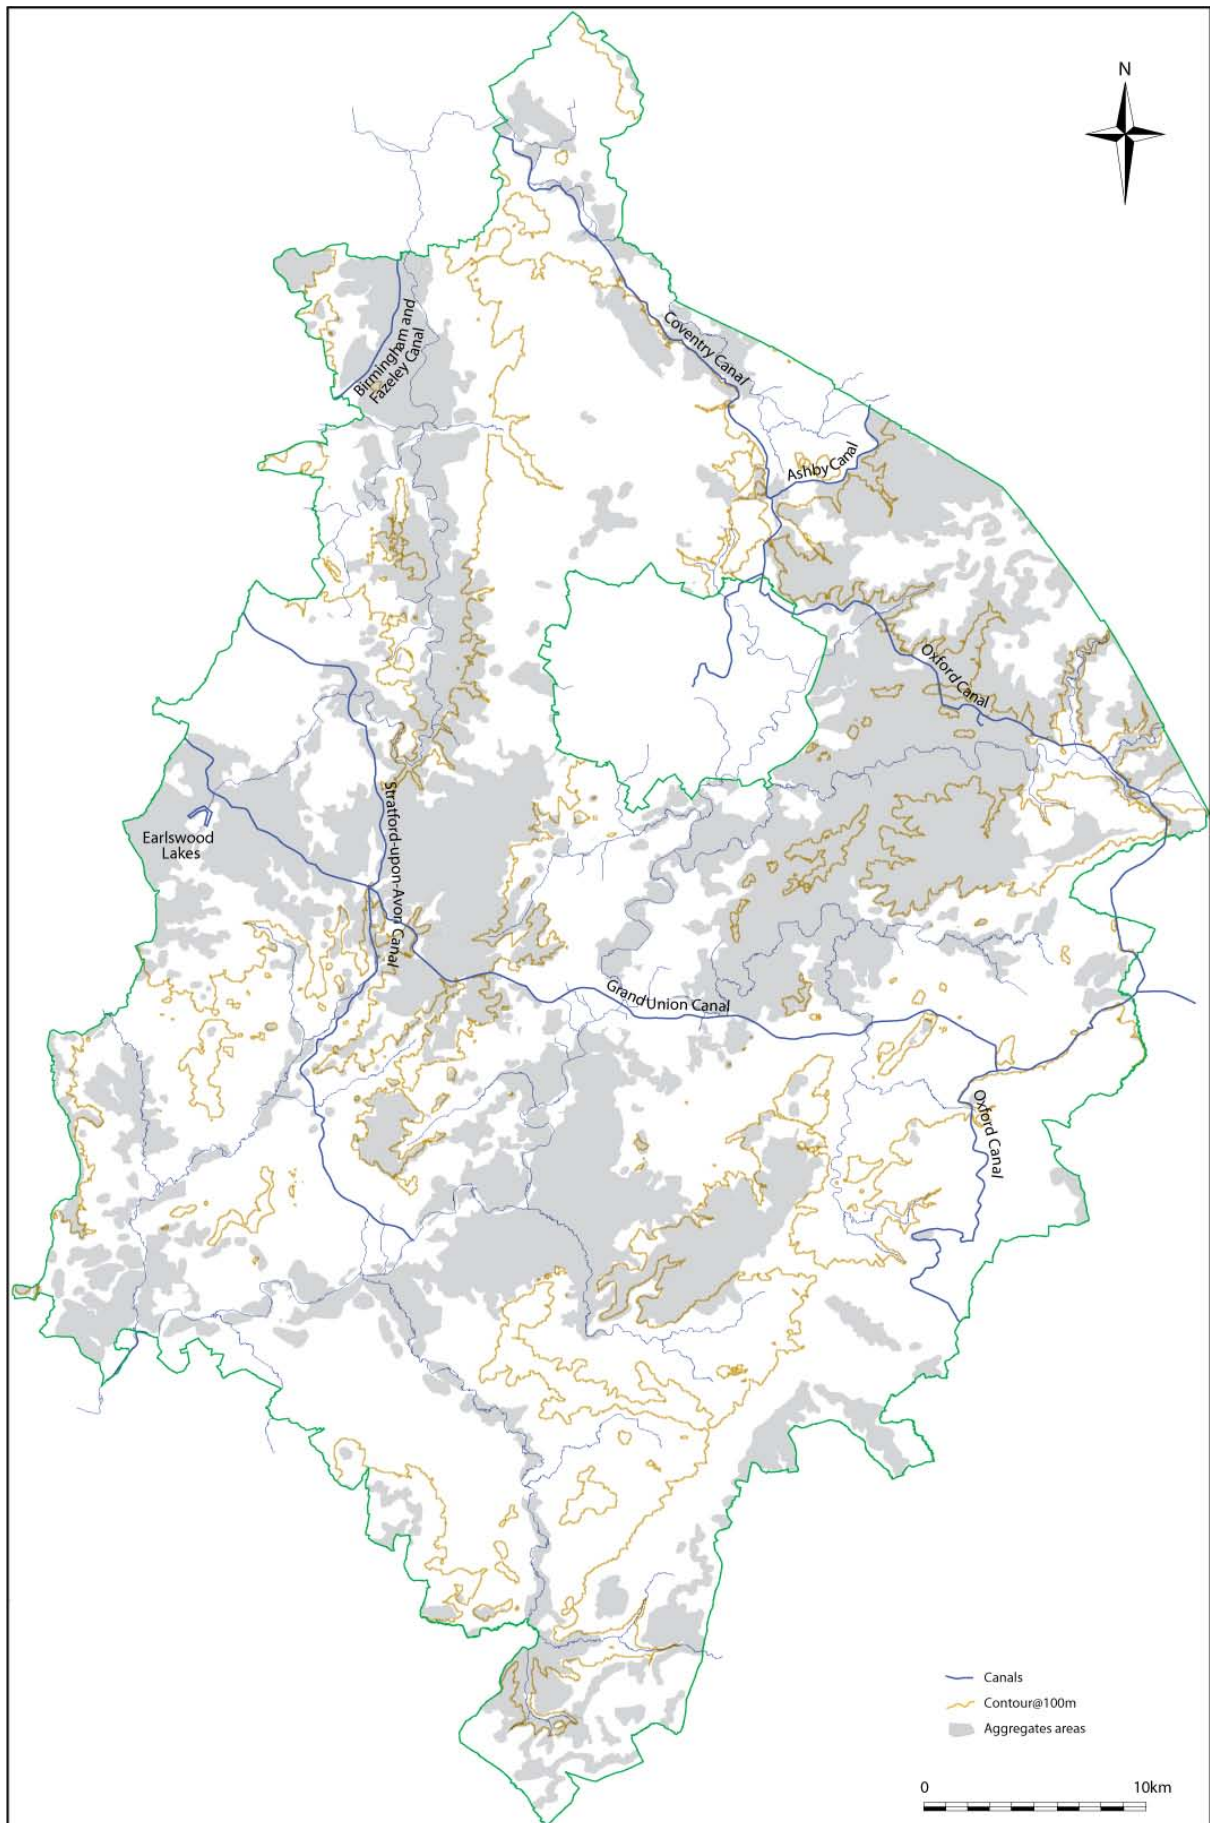 N
Birmingham and
Fazeley Canal
Coventry Canal
Ashby Canal
Oxford Canal
Stratford-upon-Avon Canal
Earlswood
Lakes
Grand Union Canal
Oxford Canal
Canals
Contour@100m
Aggregates areas
0 10km